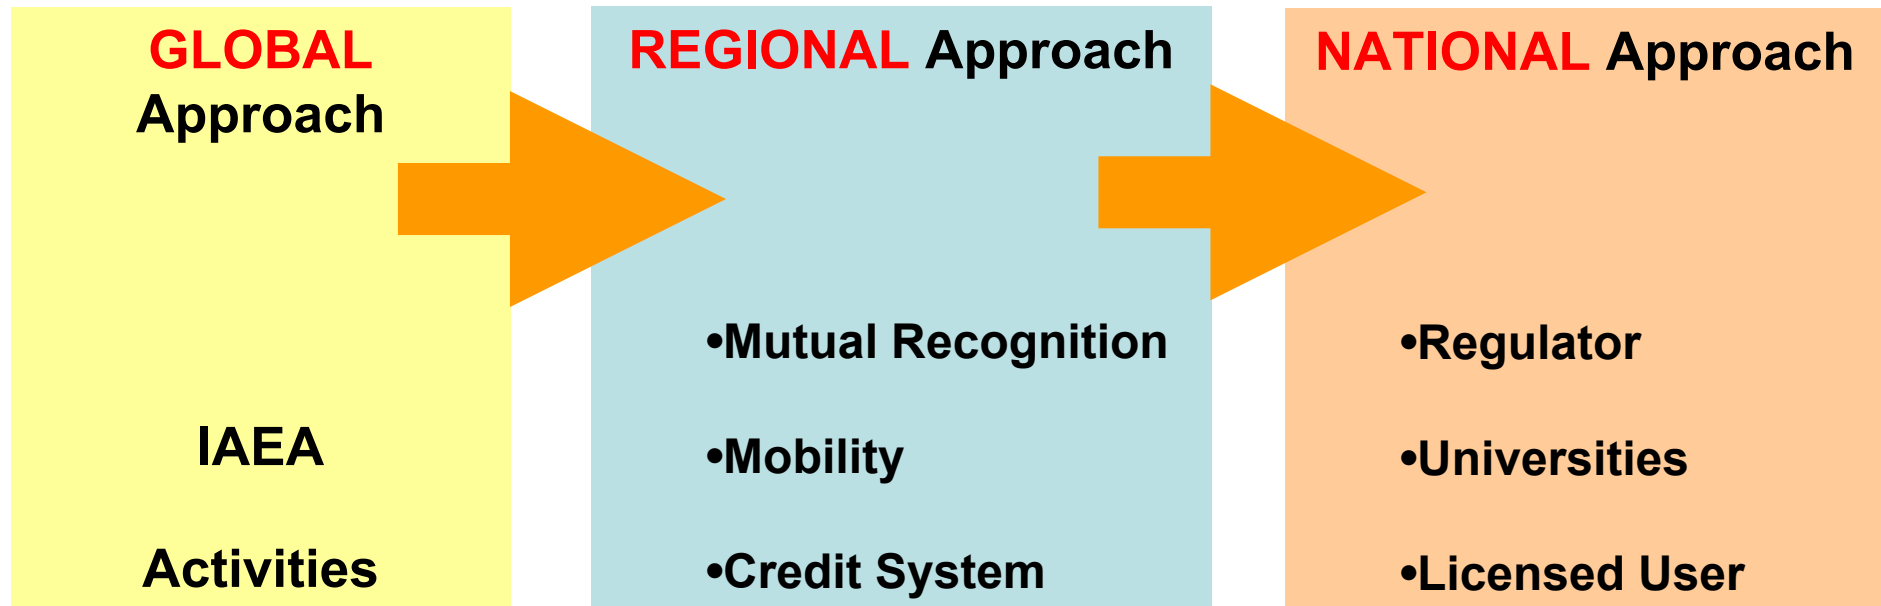 GLOBAL
Approach
IAEA
Activities
REGIONAL Approach
•Mutual Recognition
•Mobility
•Credit System
NATIONAL Approach
•Regulator
•Universities
•Licensed User